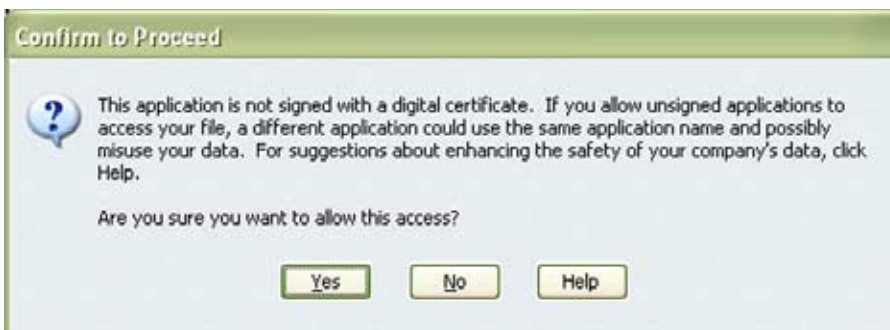 Confirm to Proceed
This application is not signed with a digital certificate. If you allow unsigned applications to
access your file, a different application could use the same application name and possibly
misuse your data. For suggestions about enhancing the safety of your company's data, click
Help.
Are you sure you want to allow this access?
Yes No Help